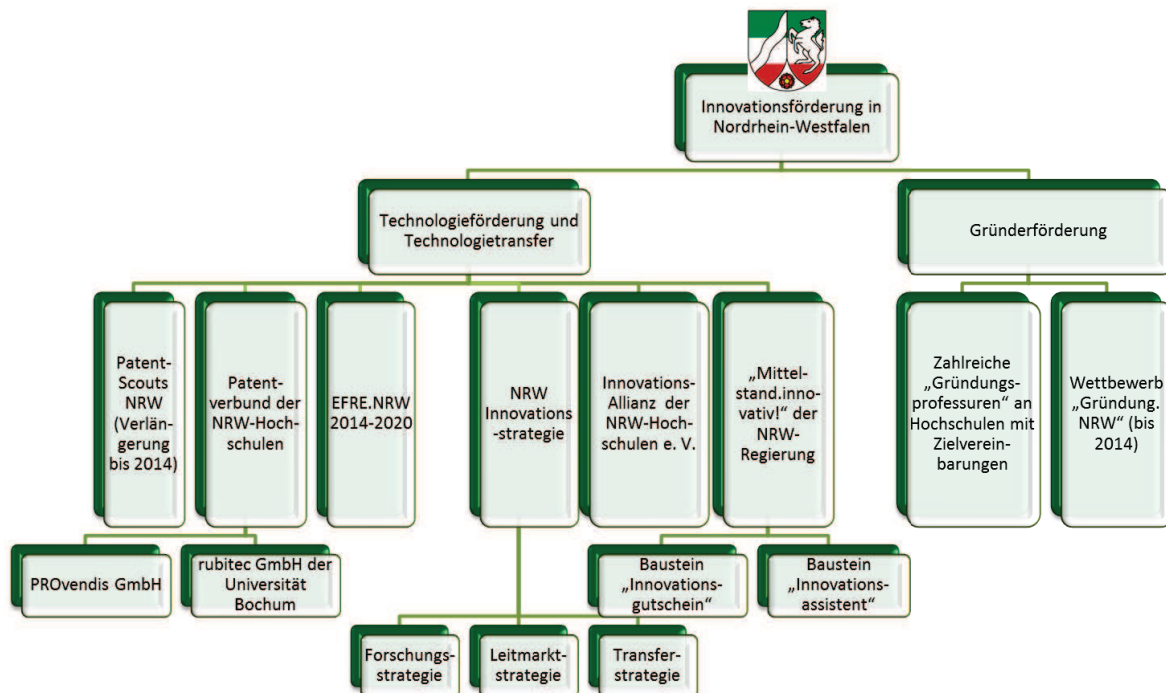 Innovationsförderung in
Nordrhein-Westfalen
Technologieförderung und
Technologietransfer
Gründerförderung
Patent-
Scouts
NRW
(Verlän-
gerung
bis 2014)
Patent-
verbund der
NRW-Hoch-
schulen
EFRE.NRW
2014-2020
NRW
Innovations
-strategie
Innovations-
Allianz der
NRW-Hoch-
schulen e. V.
„Mittel-
stand.inno-
vativ!“ der
NRW-
Regierung
Zahlreiche
„Gründungs-
professuren“ an
Hochschulen mit
Zielverein-
barungen
Wettbewerb
„Gründung.
NRW“ (bis
2014)
PROvendis GmbH
rubitec GmbH der
Universität
Bochum
Baustein
„Innovations-
gutschein“
Baustein
„Innovations-
assistent“
Forschungs-
strategie
Leitmarkt-
strategie
Transfer-
strategie